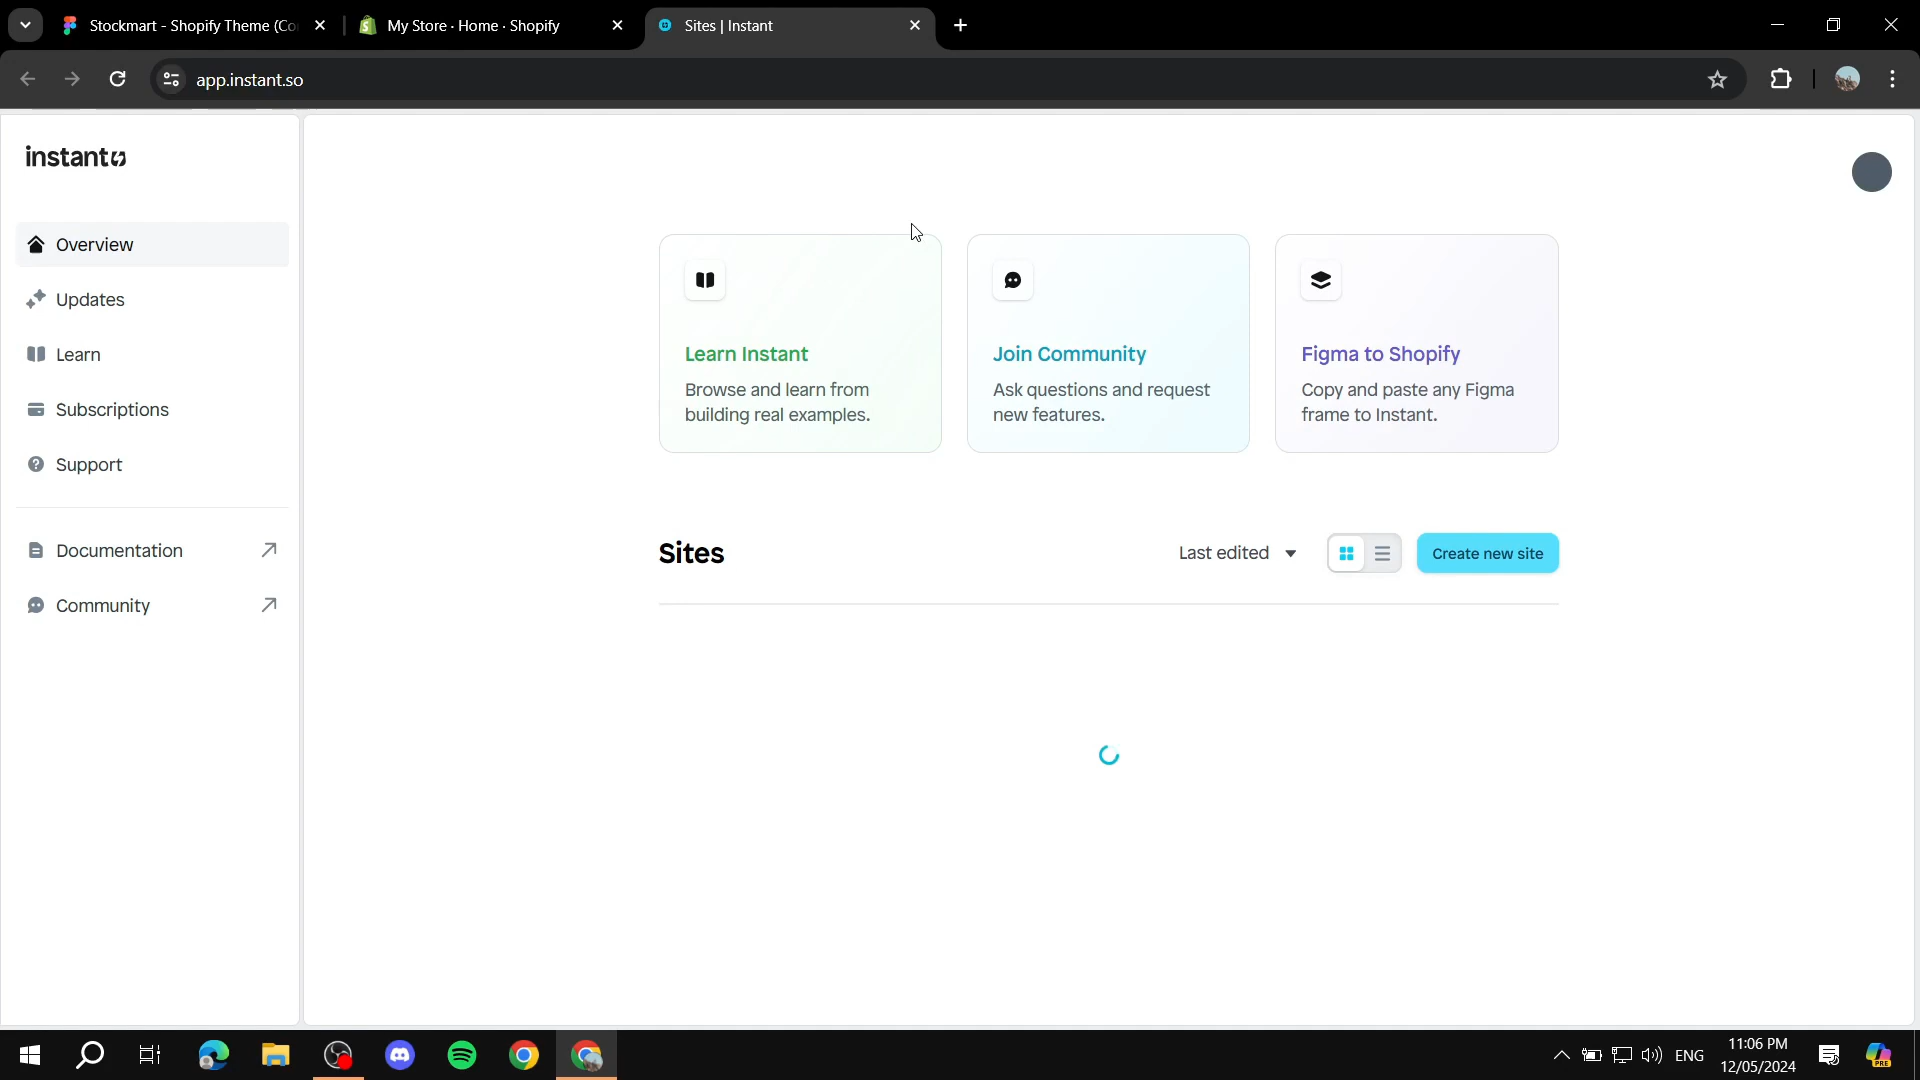 Stockmart - Shopify Theme (Co
My Store · Home · Shopify
Sites | Instant
app.instant.so
instant
Overview
Updates
Learn
Subscriptions
Support
Documentation
Community
Learn Instant
Browse and learn from
building real examples.
Join Community
Ask questions and request
new features.
Figma to Shopify
Copy and paste any Figma
frame to Instant.
Sites
Last edited
Create new site
ENG
11:06 PM
12/05/2024
PRE